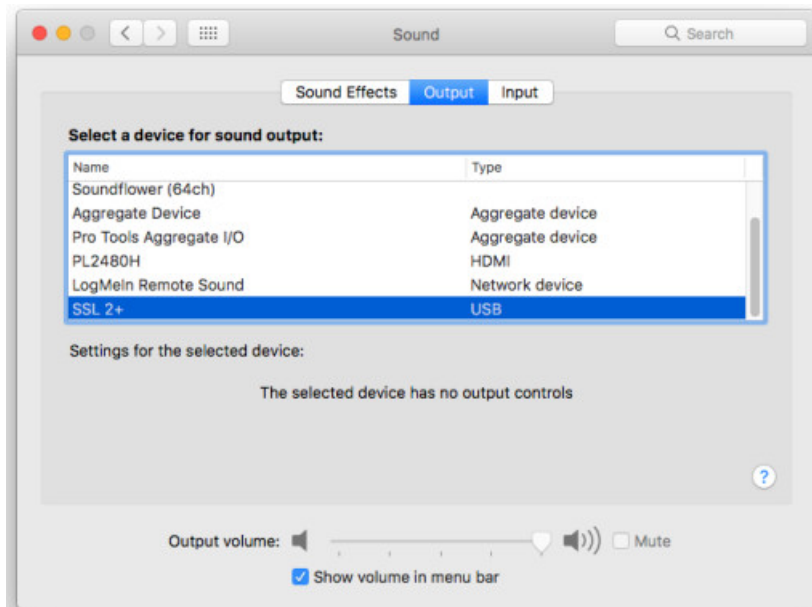 Sound
Search
Sound Effects Output Input
Select a device for sound output:
Name Type
Soundflower (64ch)
Aggregate Device Aggregate device
Pro Tools Aggregate I/O Aggregate device
PL2480H HDMI
LogMeIn Remote Sound Network device
SSL 2+ USB
Settings for the selected device:
The selected device has no output controls
?
Output volume: Mute
Show volume in menu bar